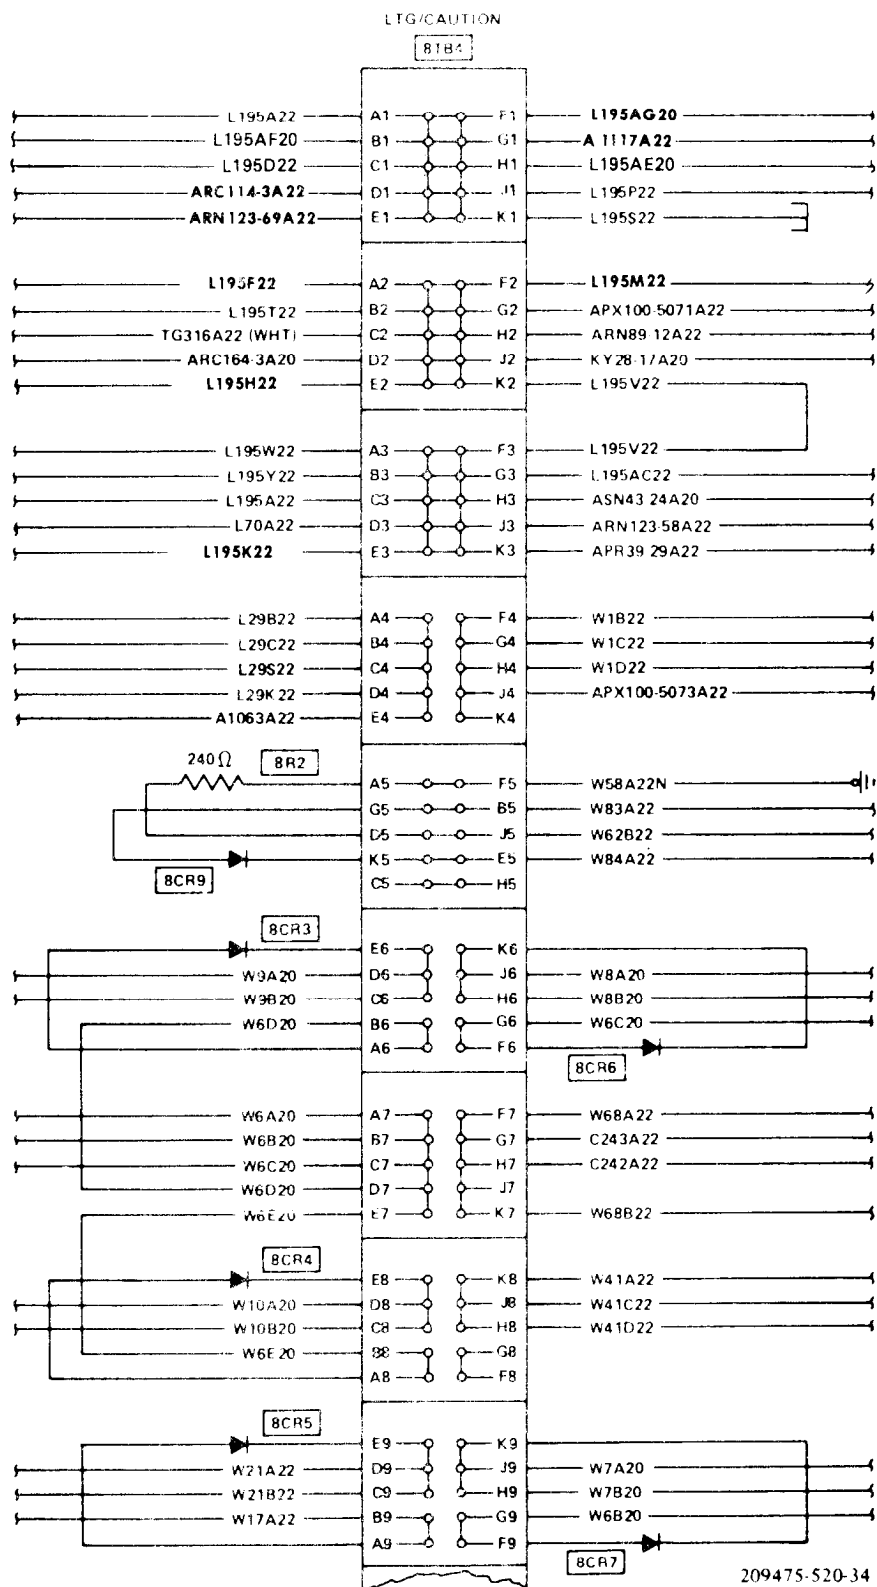 LTG/CAUTION
8TB4
L195A22 A1 F1 L195AG20
L195AF20 B1 G1 A1117A22
L195D22 C1 H1 L195AE20
ARC114-3A22 D1 J1 L195P22
ARN123-69A22 E1 K1 L195S22
L195F22 A2 F2 L195M22
L195T22 B2 G2 APX100-5071A22
TG316A22 (WHT) C2 H2 ARN89-12A22
ARC164-3A20 D2 J2 KY28-17A20
L195H22 E2 K2 L195V22
L195W22 A3 F3 L195V22
L195Y22 B3 G3 L195AC22
L195A22 C3 H3 ASN43 24A20
L70A22 D3 J3 ARN123-58A22
L195K22 E3 K3 APR39 29A22
L29B22 A4 F4 W1B22
L29C22 B4 G4 W1C22
L29S22 C4 H4 W1D22
L29K22 D4 J4 APX100-5073A22
A1063A22 E4 K4
240Ω 8R2
A5 F5 W58A22N
G5 B5 W83A22
D5 J5 W62B22
K5 E5 W84A22
8CR9
C5 H5
8CR3
E6 K6
W9A20 D6 J6 W8A20
W9B20 C6 H6 W8B20
W6D20 B6 G6 W6C20
A6 F6
8CR6
W6A20 A7 F7 W68A22
W6B20 B7 G7 C243A22
W6C20 C7 H7 C242A22
W6D20 D7 J7
W6E20 E7 K7 W68B22
8CR4
E8 K8 W41A22
W10A20 D8 J8 W41C22
W10B20 C8 H8 W41D22
W6E20 B8 G8
A8 F8
8CR5
E9 K9
W21A22 D9 J9 W7A20
W21B22 C9 H9 W7B20
W17A22 B9 G9 W6B20
A9 F9
8CR7
209475-520-34